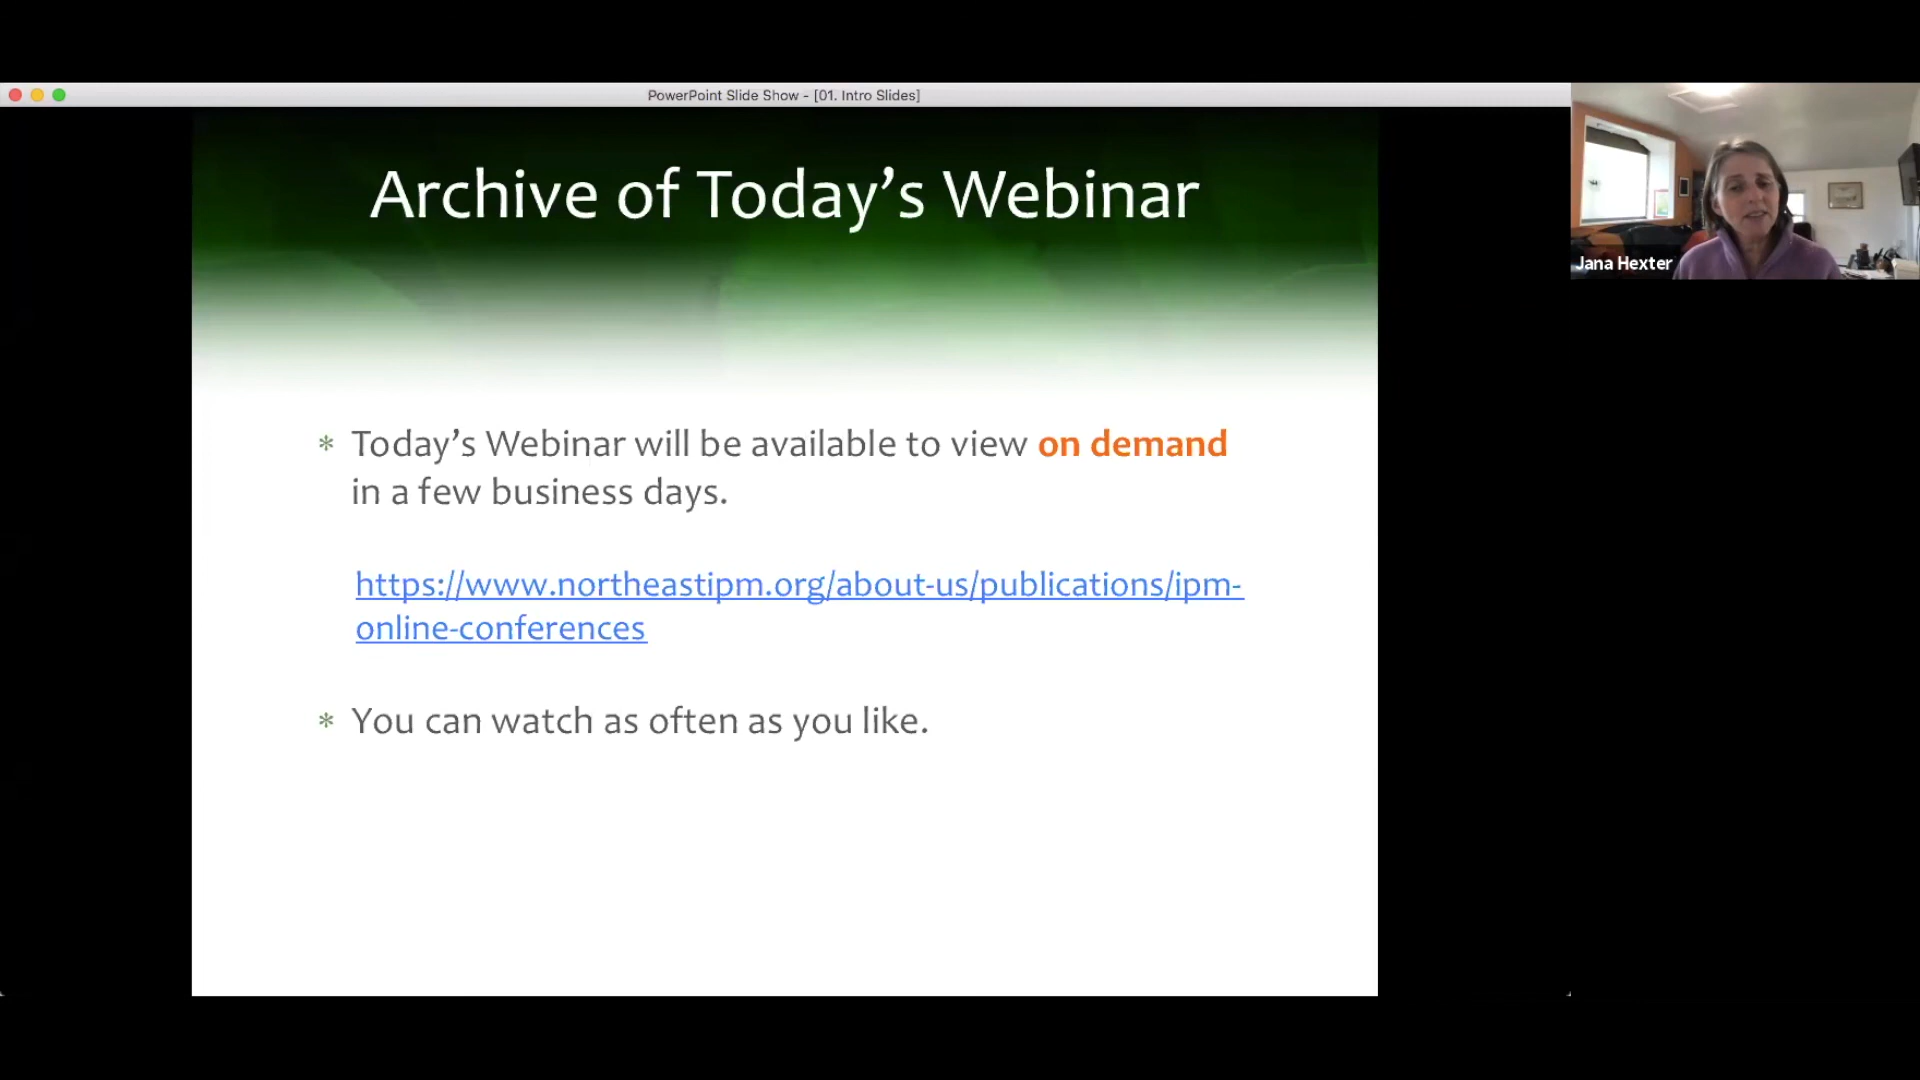 PowerPoint Slide Show - [01. Intro Slides]
Archive of Today’s Webinar
* Today’s Webinar will be available to view on demand
in a few business days.
https://www.northeastipm.org/about-us/publications/ipm-
online-conferences
* You can watch as often as you like.
Jana Hexter